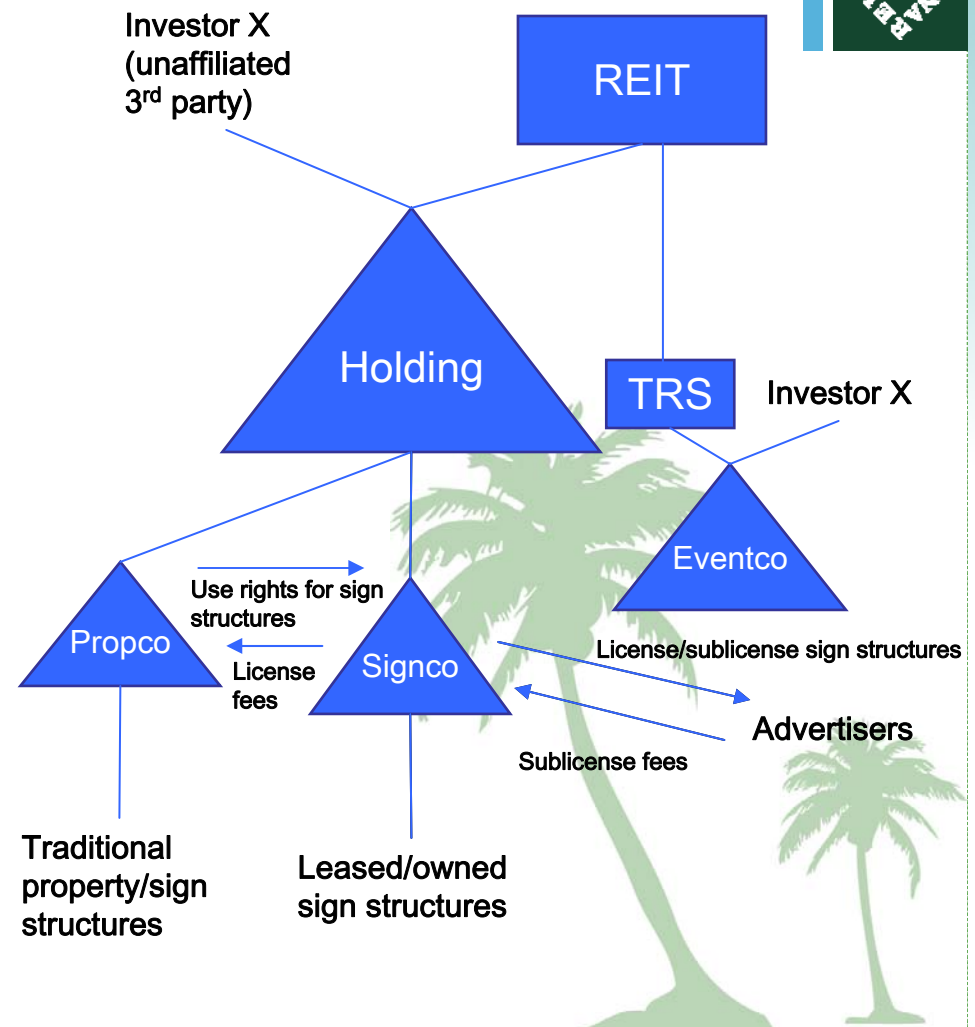 Investor X
(unaffiliated
3rd party)
REIT
Holding
TRS
Investor X
Eventco
Use rights for sign
structures
Propco
License
fees
Signco
License/sublicense sign structures
Advertisers
Sublicense fees
Traditional
property/sign
structures
Leased/owned
sign structures